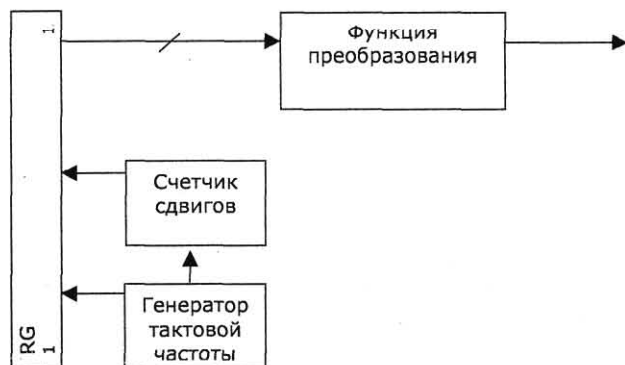 1
Функция
преобразования
Счетчик
сдвигов
Генератор
тактовой
частоты
RG
1